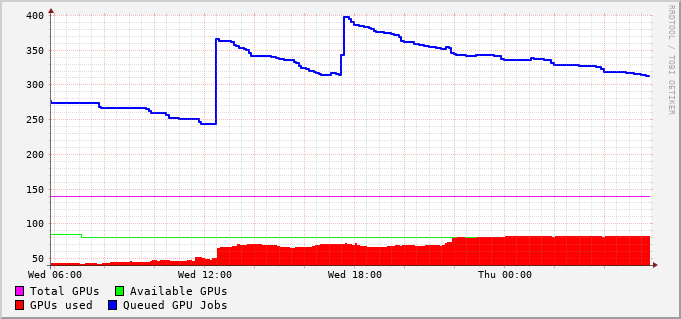 400
350
300
250
200
150
100
50
Wed 06:00 Wed 12:00 Wed 18:00 Thu 00:00
Total GPUs Available GPUs
GPUs used Queued GPU Jobs
RRDTOOL / TOBI OETIKER